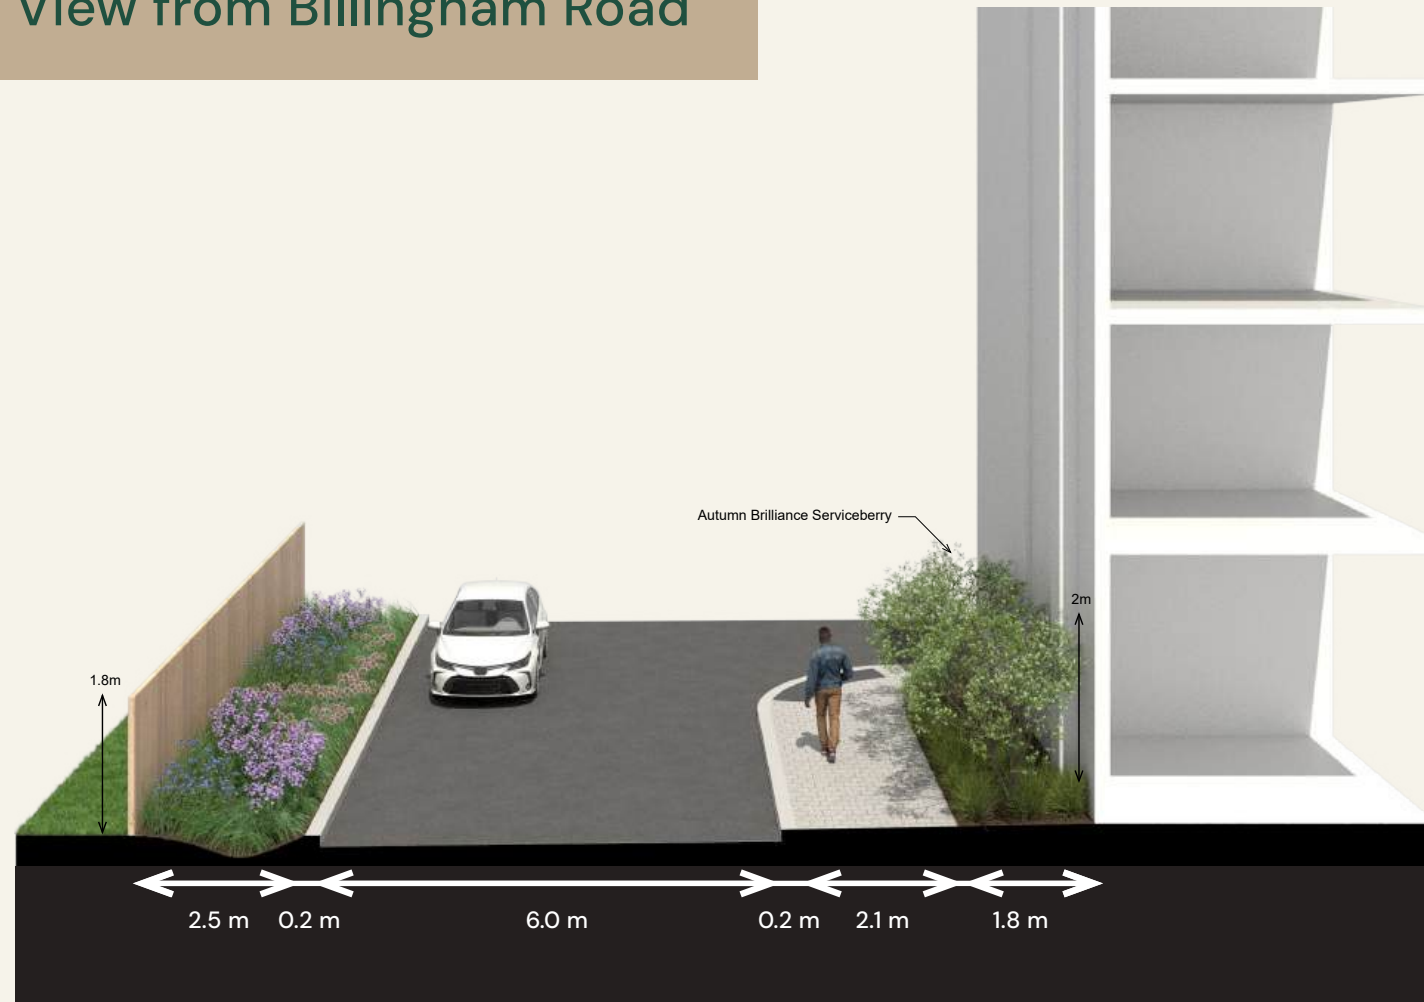 View from Billingham Road
Autumn Brilliance Serviceberry
2m
1.8m
2.5 m 0.2 m 6.0 m 0.2 m 2.1 m 1.8 m